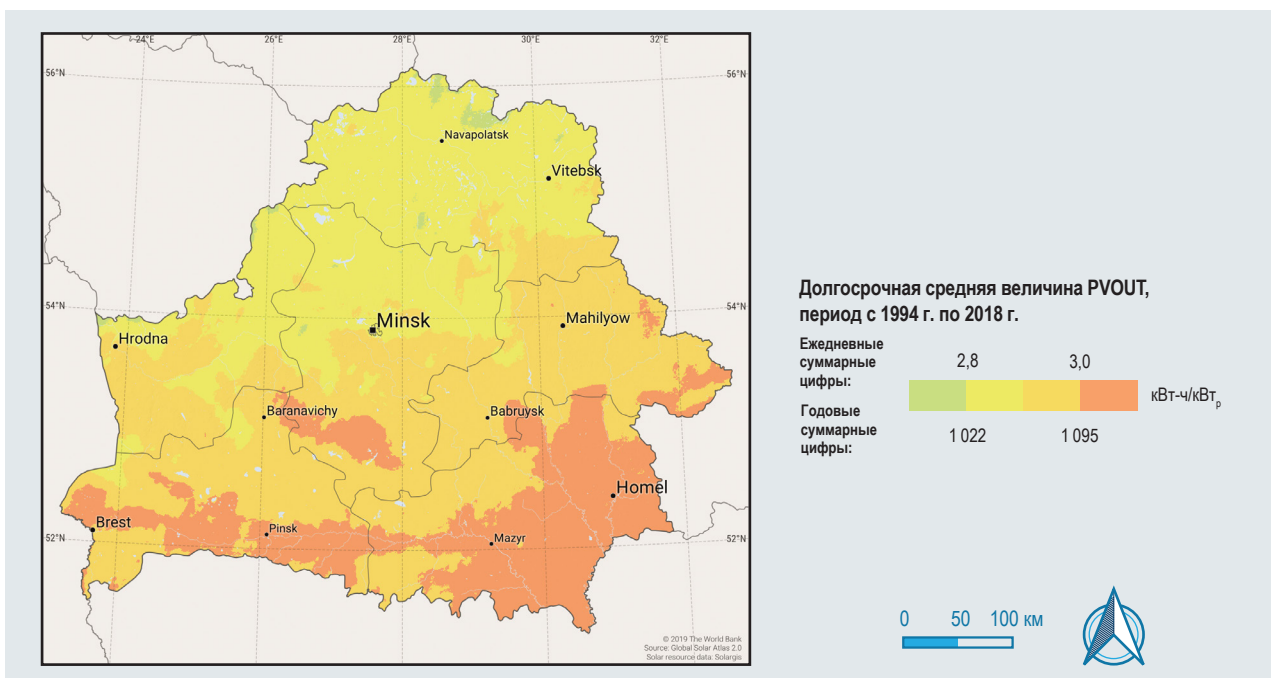 24°E 26°E 28°E 30°E 32°E
56°N 56°N
Navapolatsk
Vitebsk
54°N 54°N
Minsk
Mahilyow
Hrodna
Baranavichy
Babruysk
Homel
Brest
Pinsk
Mazyr
52°N 52°N
© 2019 The World Bank
Source: Global Solar Atlas 2.0
Solar resource data: Solargis
Долгосрочная средняя величина PVOUT,
период с 1994 г. по 2018 г.
Ежедневные
суммарные
цифры:
2,8 3,0
кВт-ч/кВтp
Годовые
суммарные
цифры:
1 022 1 095
0 50 100 км